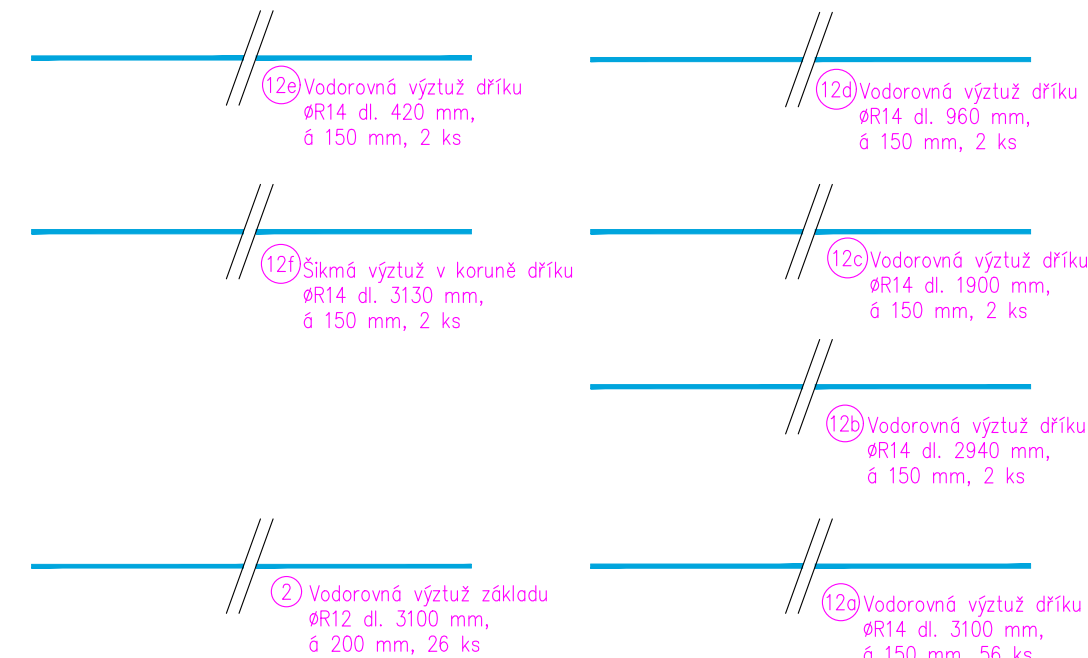 12e Vodorovná výztuž dříku
øR14 dl. 420 mm,
á 150 mm, 2 ks
12d Vodorovná výztuž dříku
øR14 dl. 960 mm,
á 150 mm, 2 ks
12f Šikmá výztuž v koruně dříku
øR14 dl. 3130 mm,
á 150 mm, 2 ks
12c Vodorovná výztuž dříku
øR14 dl. 1900 mm,
á 150 mm, 2 ks
12b Vodorovná výztuž dříku
øR14 dl. 2940 mm,
á 150 mm, 2 ks
2 Vodorovná výztuž základu
øR12 dl. 3100 mm,
á 200 mm, 26 ks
12a Vodorovná výztuž dříku
øR14 dl. 3100 mm,
á 150 mm, 56 ks